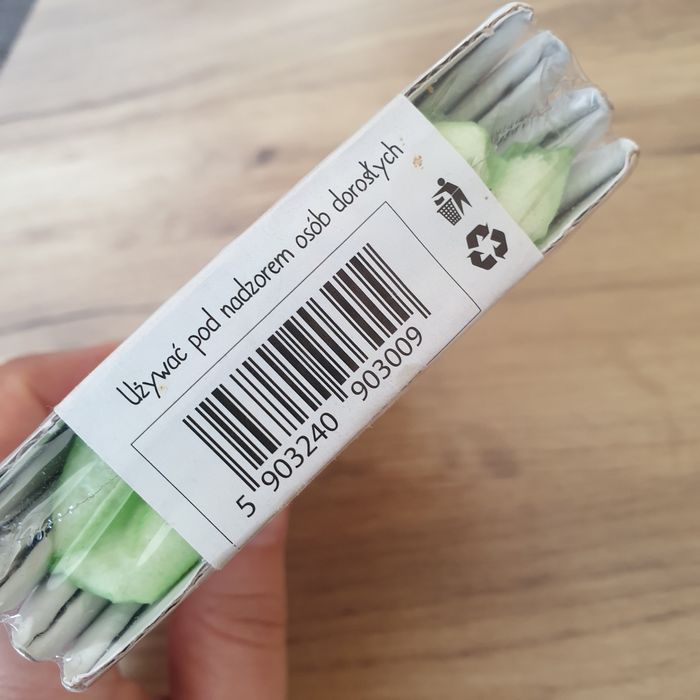 Używać pod nadzorem osób dorosłych
5 903240 903009